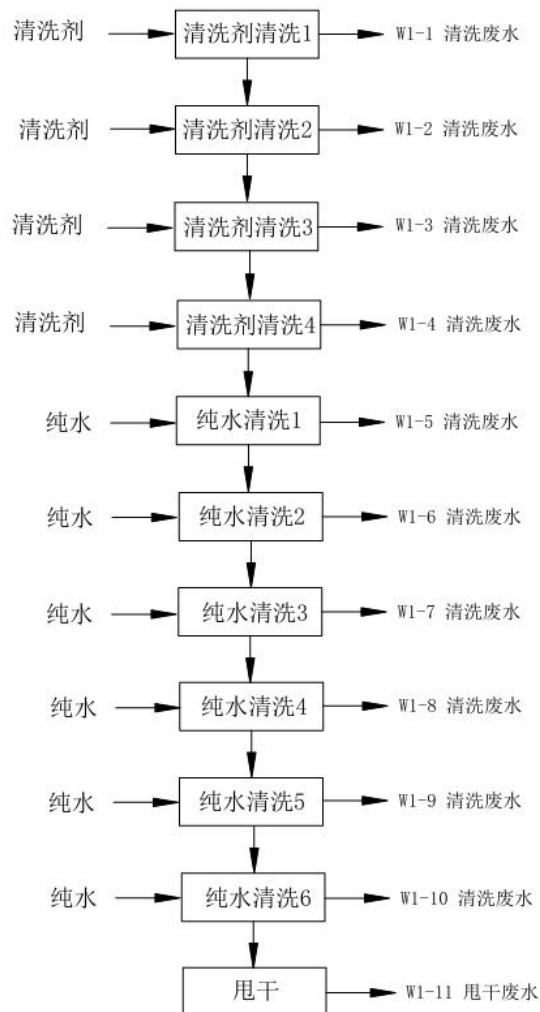 清洗剂 清洗剂清洗1 W1-1 清洗废水
清洗剂 清洗剂清洗2 W1-2 清洗废水
清洗剂 清洗剂清洗3 W1-3 清洗废水
清洗剂 清洗剂清洗4 W1-4 清洗废水
纯水 纯水清洗1 W1-5 清洗废水
纯水 纯水清洗2 W1-6 清洗废水
纯水 纯水清洗3 W1-7 清洗废水
纯水 纯水清洗4 W1-8 清洗废水
纯水 纯水清洗5 W1-9 清洗废水
纯水 纯水清洗6 W1-10 清洗废水
甩干 W1-11 甩干废水